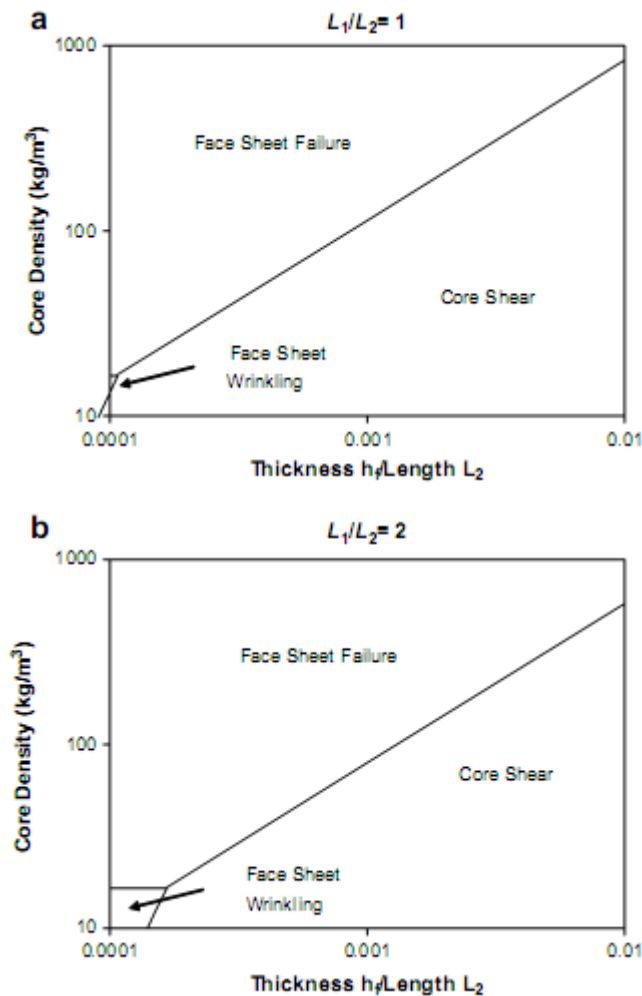 a
L1/L2= 1
1000
Face Sheet Failure
Core Density (kg/m³)
100
Core Shear
Face Sheet
Wrinkling
10
0.0001
0.001
0.01
Thickness hf/Length L2
b
L1/L2= 2
1000
Face Sheet Failure
Core Density (kg/m³)
100
Core Shear
Face Sheet
Wrinkling
10
0.0001
0.001
0.01
Thickness hf/Length L2